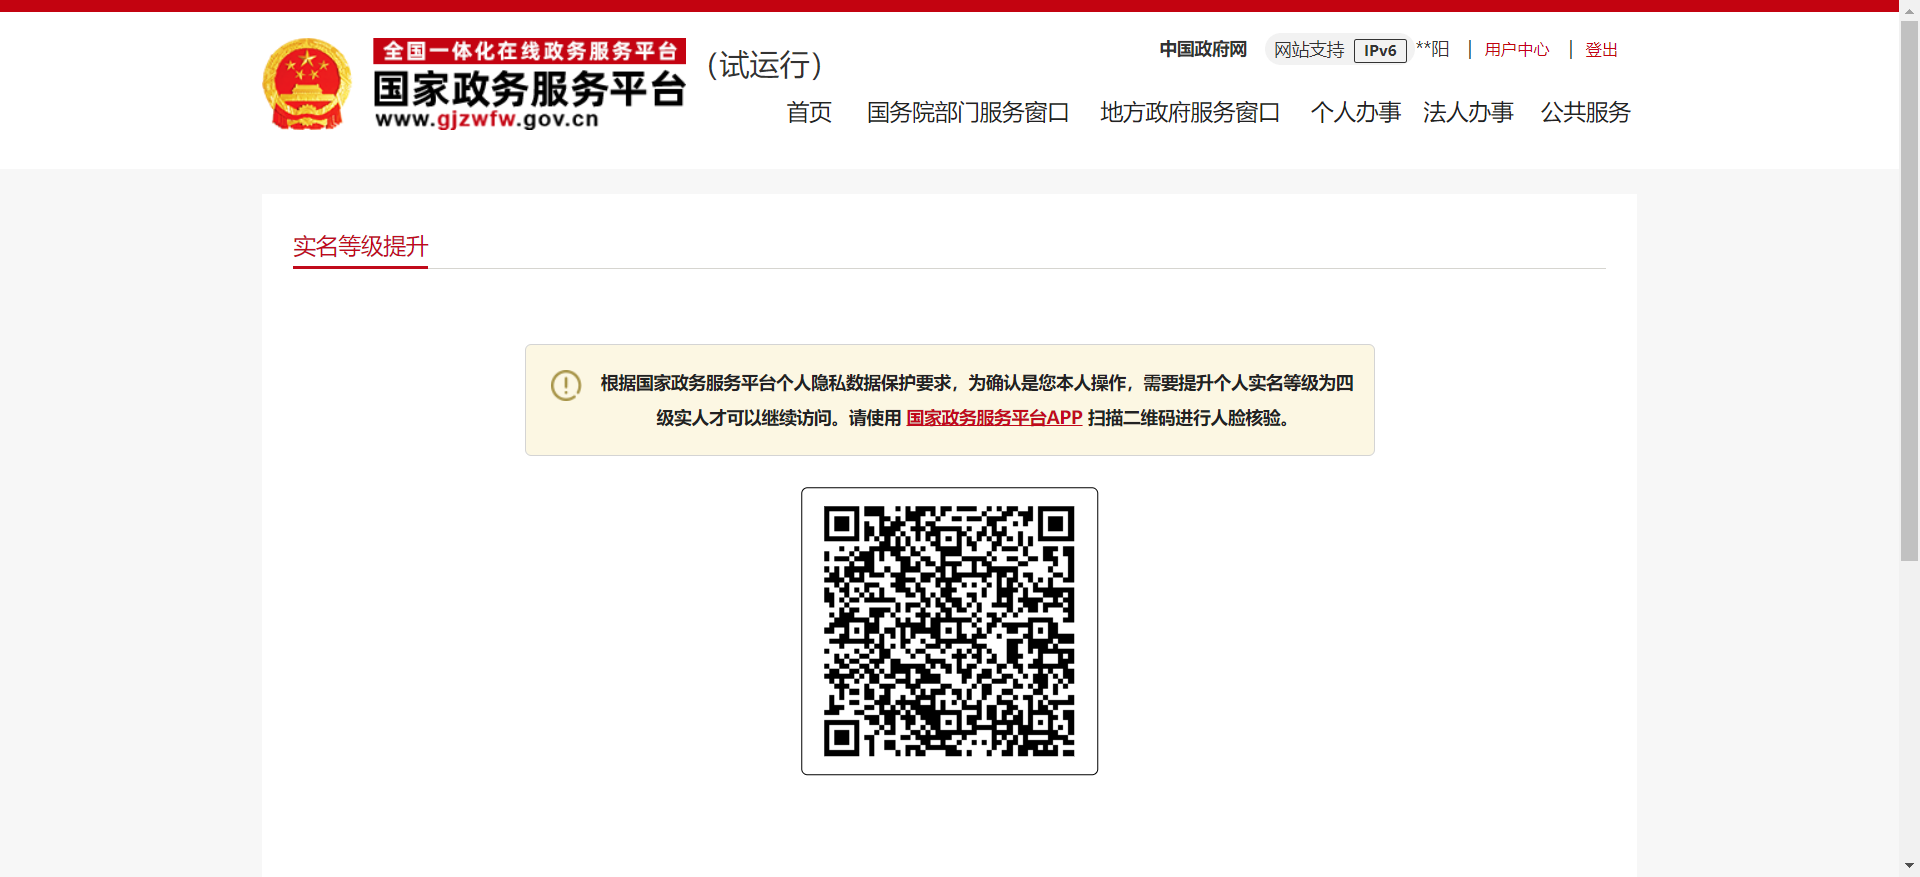 全国一体化在线政务服务平台
国家政务服务平台
www.gjzwfw.gov.cn
（试运行）
中国政府网 网站支持 IPv6 **阳 | 用户中心 | 登出
首页 国务院部门服务窗口 地方政府服务窗口 个人办事 法人办事 公共服务
实名等级提升
根据国家政务服务平台个人隐私数据保护要求，为确认是您本人操作，需要提升个人实名等级为四
级实人才可以继续访问。请使用 国家政务服务平台APP 扫描二维码进行人脸核验。